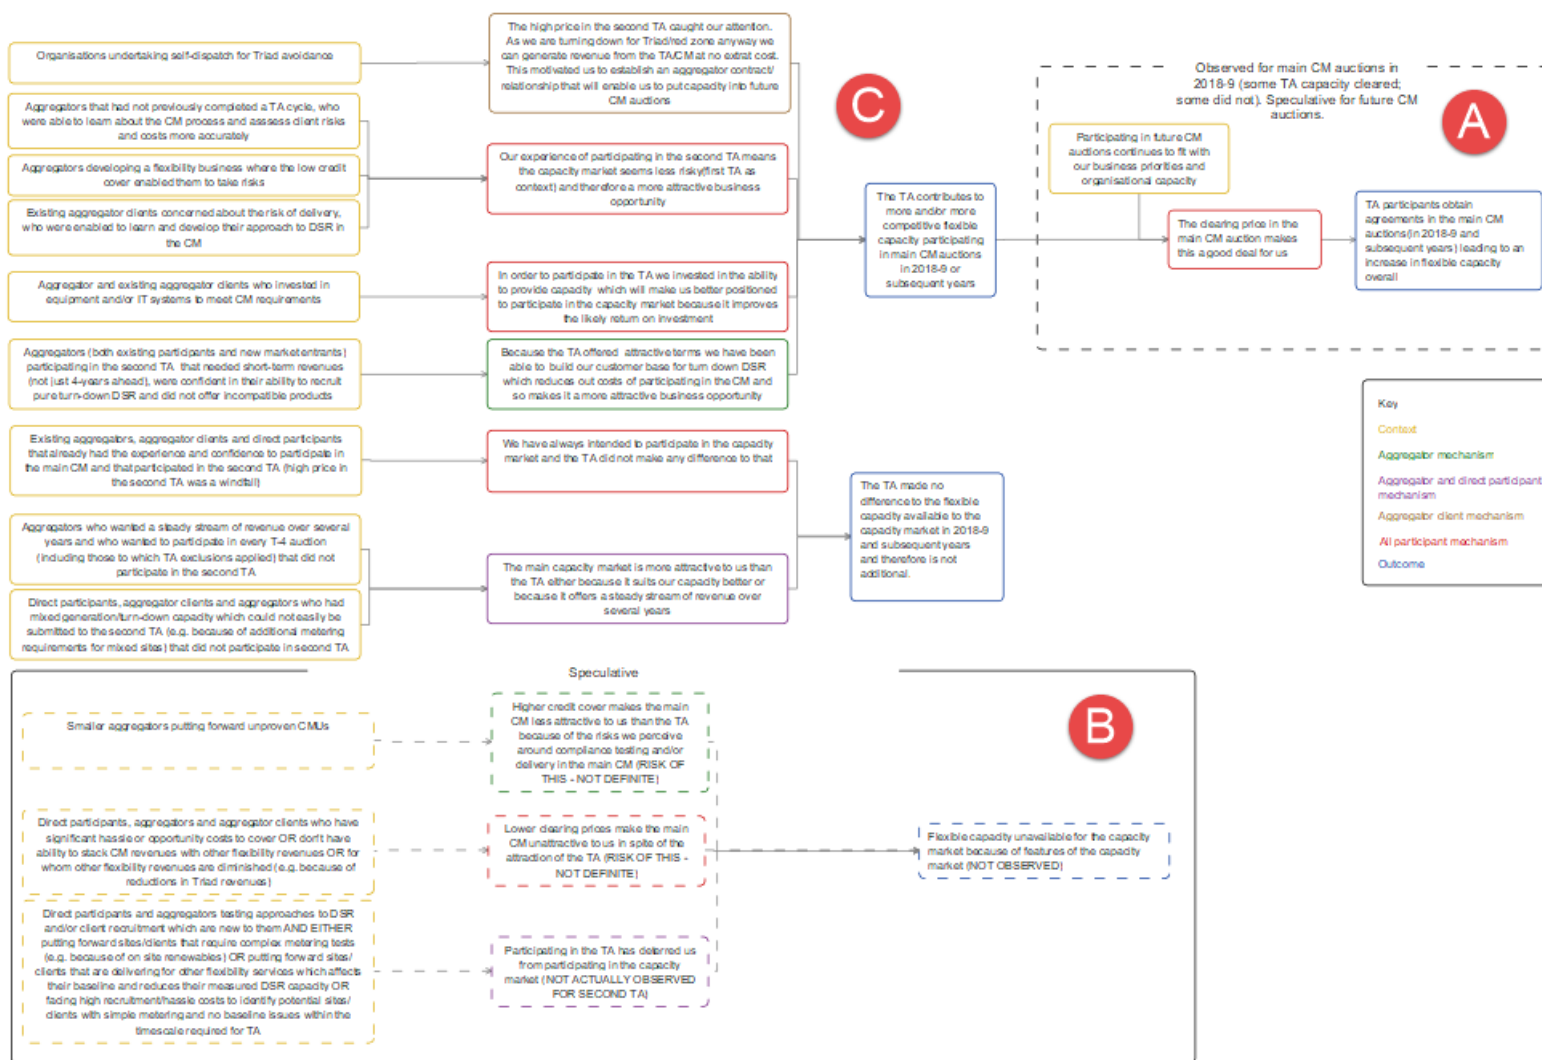 Organisations undertaking self-dispatch for Triad avoidance
Aggregators that had not previously completed a TA cycle, who
were able to learn about the CM process and asssess client risks
and costs more accurately
Aggregators developing a flexibility business where the low credit
cover enabled them to take risks
Existing aggregator clients concerned about the risk of delivery,
who were enabled to learn and develop their approach to DSR in
the CM
Aggregator and existing aggregator clients who invested in
equipment and/or IT systems to meet CM requirements
Aggregators (both existing participants and new market entrants)
participating in the second TA that needed short-term revenues
(not just 4-years ahead), were confident in their ability to recruit
pure turn-down DSR and did not offer incompatible products
Existing aggregators, aggregator clients and direct participants
that already had the experience and confidence to participate in
the main CM and that participated in the second TA (high price in
the second TA was a windfall)
Aggregators who wanted a steady stream of revenue over several
years and who wanted to participate in every T-4 auction
(including those to which TA exclusions applied) that did not
participate in the second TA
Direct participants, aggregator clients and aggregators who had
mixed generation/turn-down capacity which could not easily be
submitted to the second TA (e.g. because of additional metering
requirements for mixed sites) that did not participate in second TA
The high price in the second TA caught our attention.
As we are turning down for Triad/red zone anyway we
can generate revenue from the TA/CM at no extrat cost.
This motivated us to establish an aggregator contract/
relationship that will enable us to put capacity into future
CM auctions
Our experience of participating in the second TA means
the capacity market seems less risky(first TA as
context) and therefore a more attractive business
opportunity
In order to participate in the TA we invested in the ability
to provide capacity which will make us better positioned
to participate in the capacity market because it improves
the likely return on investment
Because the TA offered attractive terms we have been
able to build our customer base for turn down DSR
which reduces out costs of participating in the CM and
so makes it a more attractive business opportunity
We have always intended to participate in the capacity
market and the TA did not make any difference to that
The main capacity market is more attractive to us than
the TA either because it suits our capacity better or
because it offers a steady stream of revenue over
several years
C
The TA contributes to
more and/or more
competitive flexible
capacity participating
in main CM auctions
in 2018-9 or
subsequent years
The TA made no
difference to the flexible
capacity available to the
capacity market in 2018-9
and subsequent years
and therefore is not
additional.
Observed for main CM auctions in
2018-9 (some TA capacity cleared;
some did not). Speculative for future CM
auctions.
A
Participating in future CM
auctions continues to fit with
our business priorities and
organisational capacity
The clearing price in the
main CM auction makes
this a good deal for us
TA participants obtain
agreements in the main CM
auctions(in 2018-9 and
subsequent years) leading to an
increase in flexible capacity
overall
Key
Context
Aggregator mechanism
Aggregator and direct participant
mechanism
Aggregator client mechanism
All participant mechanism
Outcome
Speculative
B
Smaller aggregators putting forward unproven CMUs
Direct participants, aggregators and aggregator clients who have
significant hassle or opportunity costs to cover OR don't have
ability to stack CM revenues with other flexibility revenues OR for
whom other flexibility revenues are diminished (e.g. because of
reductions in Triad revenues)
Direct participants and aggregators testing approaches to DSR
and/or client recruitment which are new to them AND EITHER
putting forward sites/clients that require complex metering tests
(e.g. because of on site renewables) OR putting forward sites/
clients that are delivering for other flexibility services which affects
their baseline and reduces their measured DSR capacity OR
facing high recruitment/hassle costs to identify potential sites/
clients with simple metering and no baseline issues within the
timescale required for TA
Higher credit cover makes the main
CM less attractive to us than the TA
because of the risks we perceive
around compliance testing and/or
delivery in the main CM (RISK OF
THIS - NOT DEFINITE)
Lower clearing prices make the main
CM unattractive to us in spite of the
attraction of the TA (RISK OF THIS -
NOT DEFINITE)
Participating in the TA has deterred us
from participating in the capacity
market (NOT ACTUALLY OBSERVED
FOR SECOND TA)
Flexible capacity unavailable for the capacity
market because of features of the capacity
market (NOT OBSERVED)